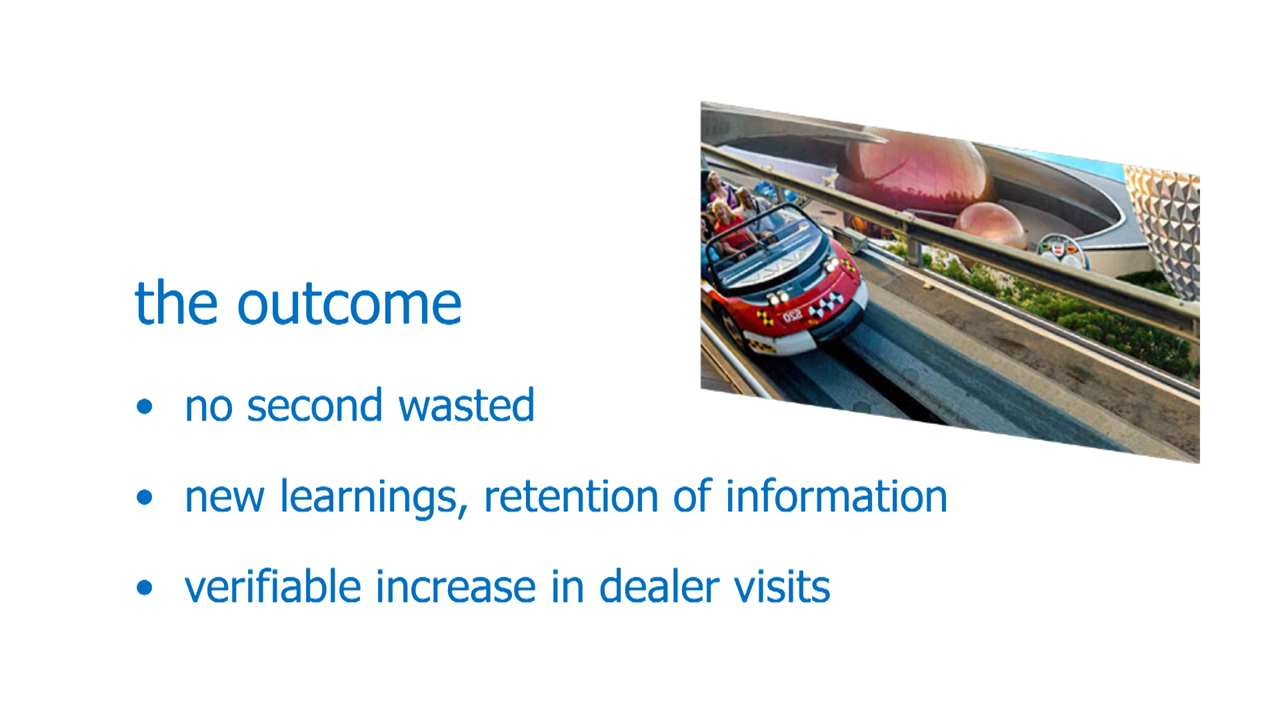 the outcome
• no second wasted
• new learnings, retention of information
• verifiable increase in dealer visits